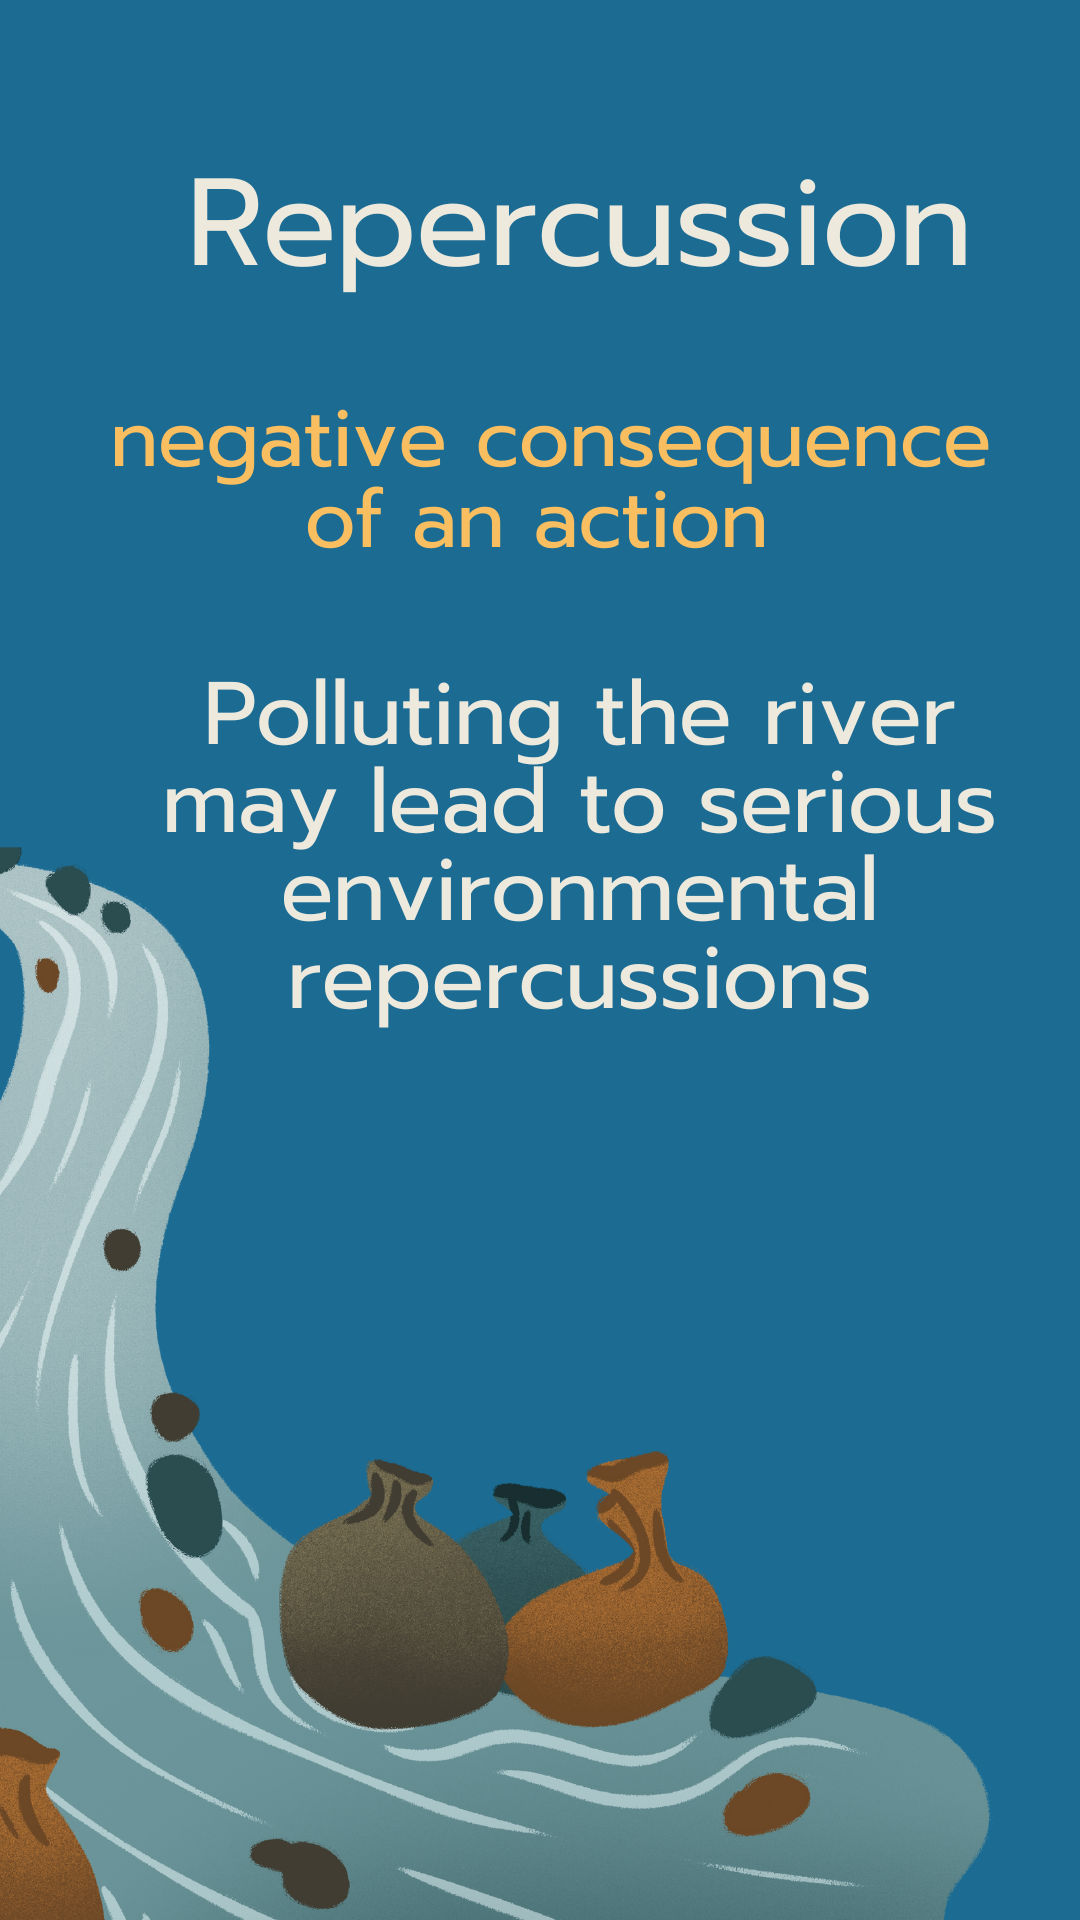 Repercussion
negative consequence
of an action
Polluting the river
may lead to serious
environmental
repercussions